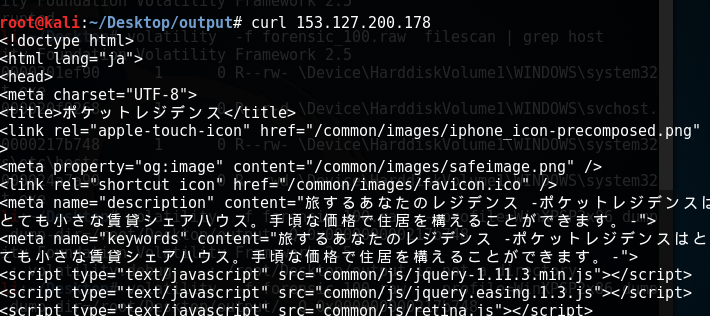 root@kali:~/Desktop/output# curl 153.127.200.178
<!doctype html>
<html lang="ja">
<head>
<meta charset="UTF-8">
<title>ポケットレジデンス</title>
<link rel="apple-touch-icon" href="/common/images/iphone_icon-precomposed.png"
>
<meta property="og:image" content="/common/images/safeimage.png" />
<link rel="shortcut icon" href="/common/images/favicon.ico" />
<meta name="description" content="旅するあなたのレジデンス -ポケットレジデンスは
とても小さな賃貸シェアハウス。手頃な価格で住居を構えることができます。-">
<meta name="keywords" content="旅するあなたのレジデンス -ポケットレジデンスはと
ても小さな賃貸シェアハウス。手頃な価格で住居を構えることができます。-">
<script type="text/javascript" src="common/js/jquery-1.11.3.min.js"></script>
<script type="text/javascript" src="common/js/jquery.easing.1.3.js"></script>
<script type="text/javascript" src="common/js/retina.js"></script>